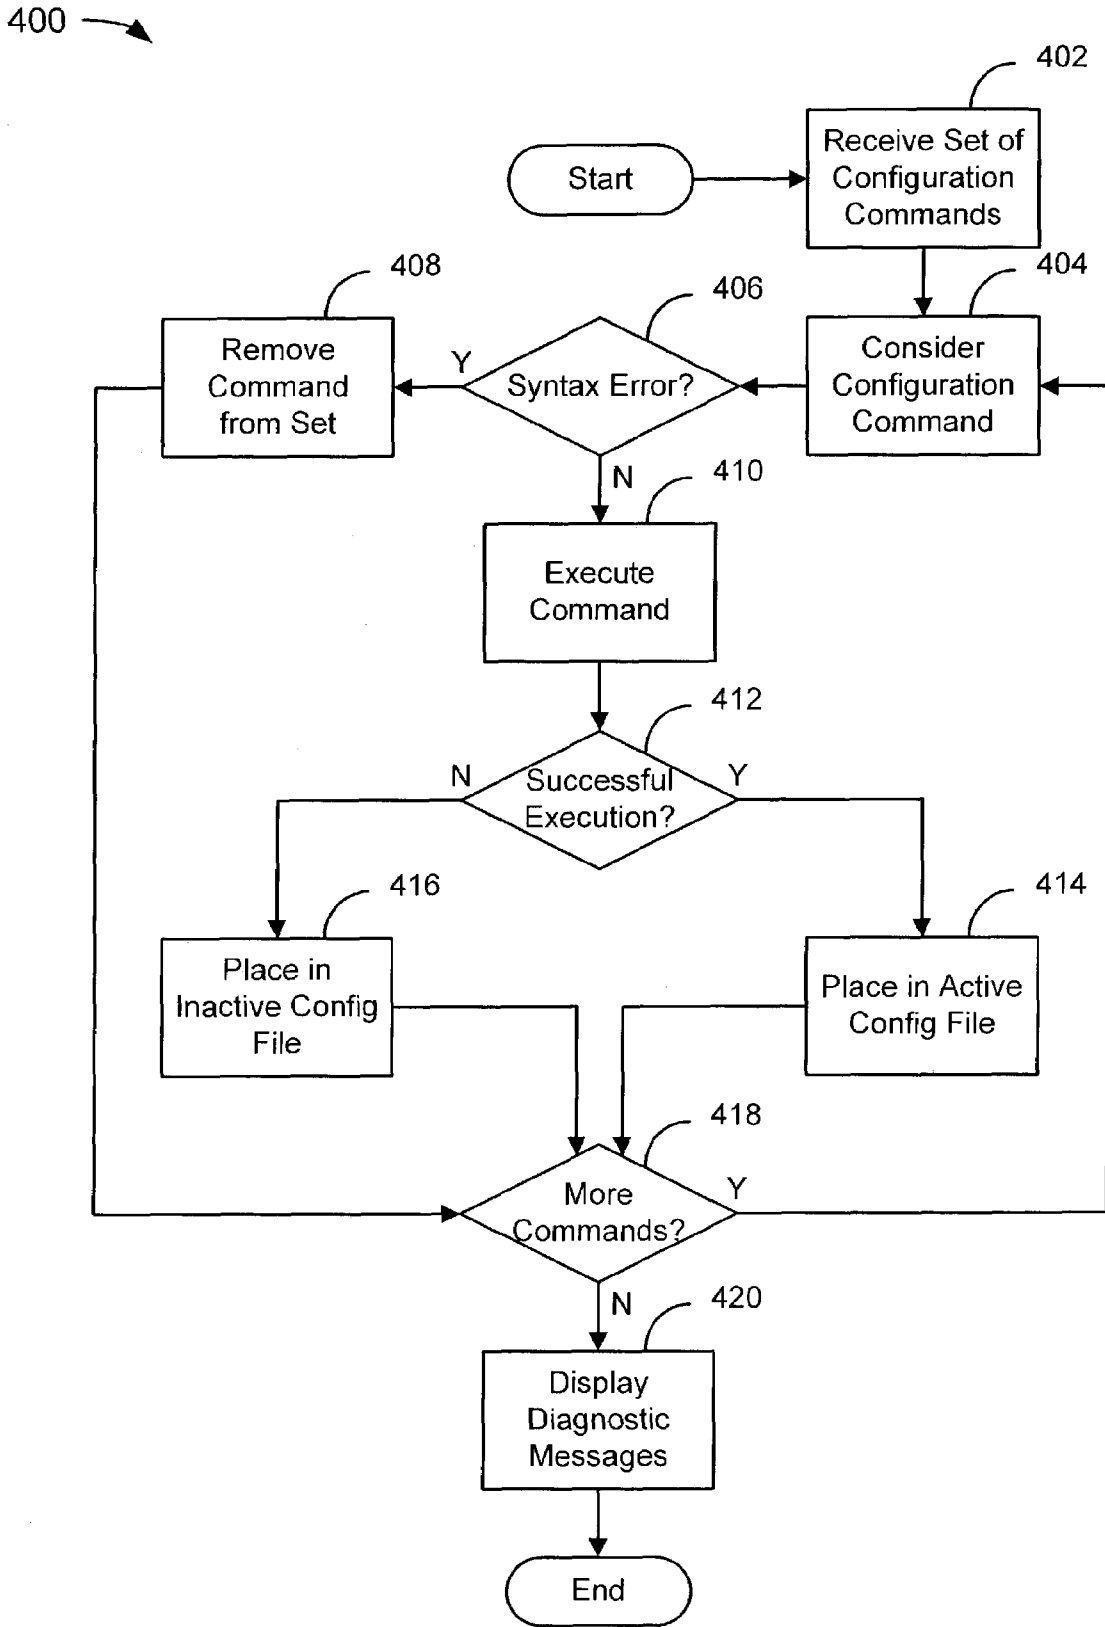 400
402
Receive Set of
Configuration
Commands
Start
408
406
404
Remove
Command
from Set
Y
Syntax Error?
Consider
Configuration
Command
N
410
Execute
Command
412
N
Successful
Execution?
Y
416
414
Place in
Inactive Config
File
Place in Active
Config File
418
More
Commands?
Y
N
420
Display
Diagnostic
Messages
End